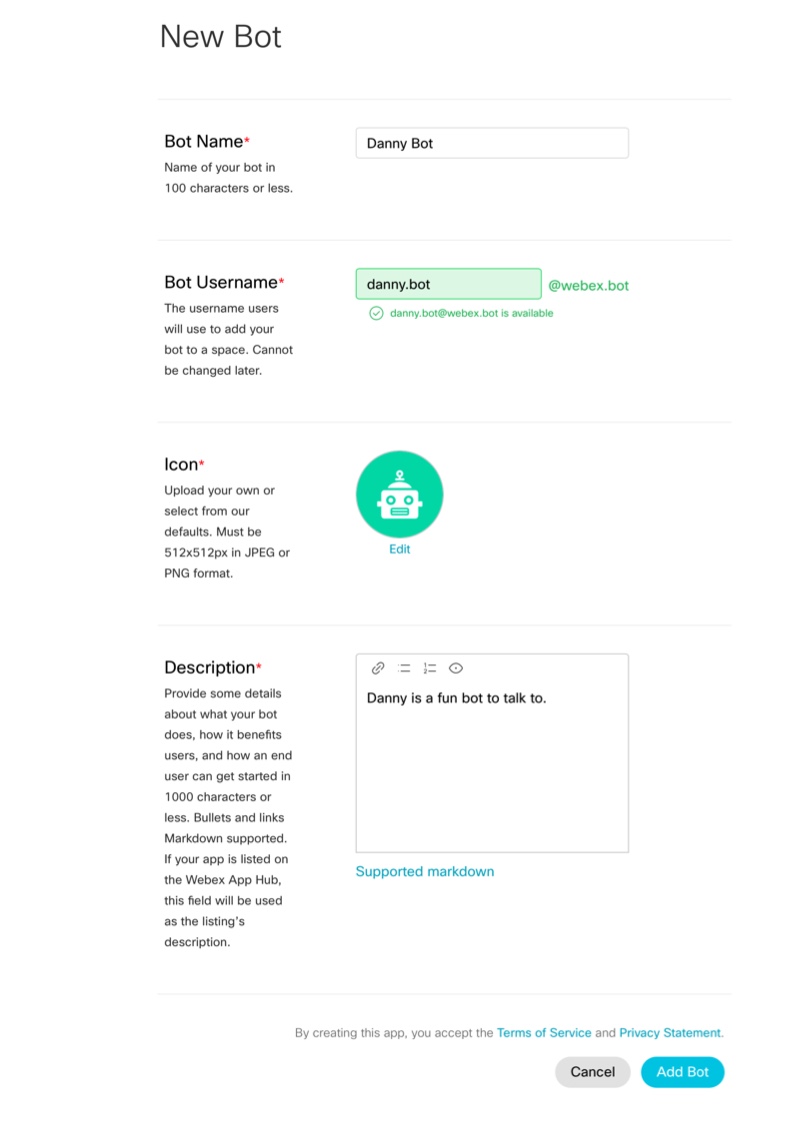 New Bot
Bot Name*
Name of your bot in
100 characters or less.
Danny Bot
Bot Username*
The username users
will use to add your
bot to a space. Cannot
be changed later.
danny.bot
@webex.bot
danny.bot@webex.bot is available
Icon*
Upload your own or
select from our
defaults. Must be
512x512px in JPEG or
PNG format.
Edit
Description*
Provide some details
about what your bot
does, how it benefits
users, and how an end
user can get started in
1000 characters or
less. Bullets and links
Markdown supported.
If your app is listed on
the Webex App Hub,
this field will be used
as the listing's
description.
Danny is a fun bot to talk to.
Supported markdown
By creating this app, you accept the Terms of Service and Privacy Statement.
Cancel
Add Bot